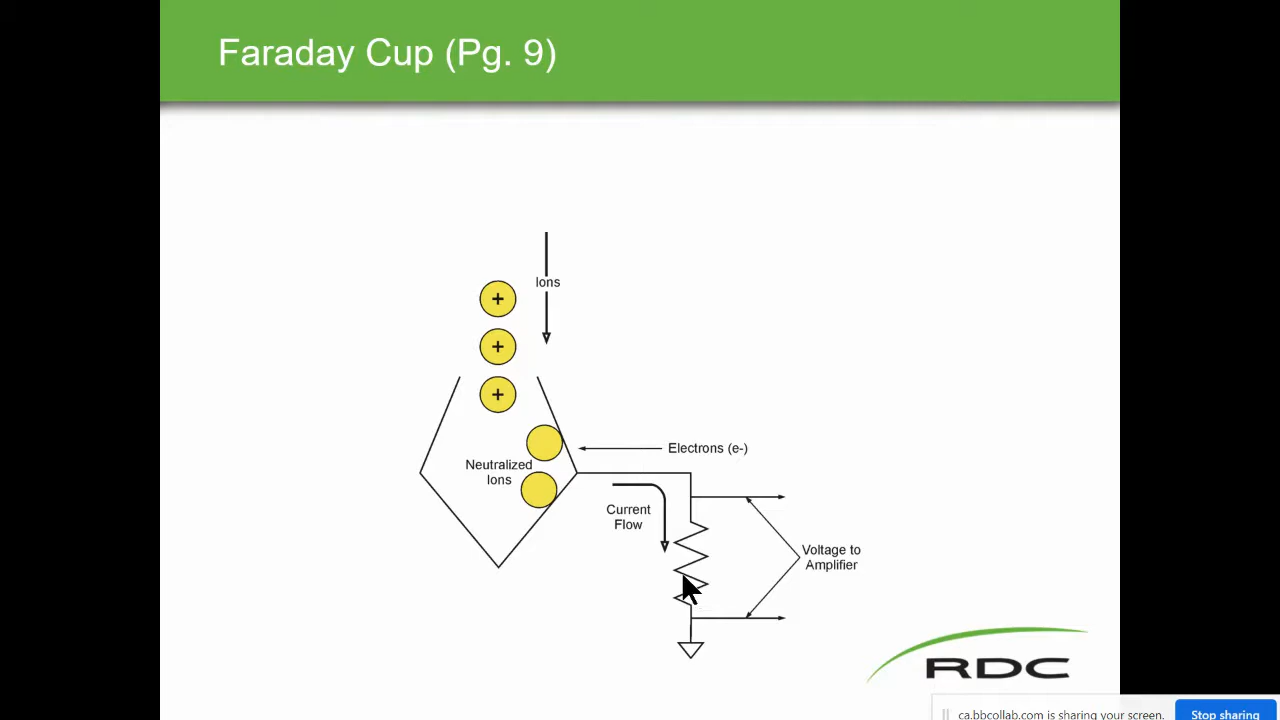 Faraday Cup (Pg. 9)
Ions
+
+
+
Electrons (e-)
Neutralized
Ions
Current
Flow
Voltage to
Amplifier
RDC
ca.bbcollab.com is sharing your screen.
Stop sharing